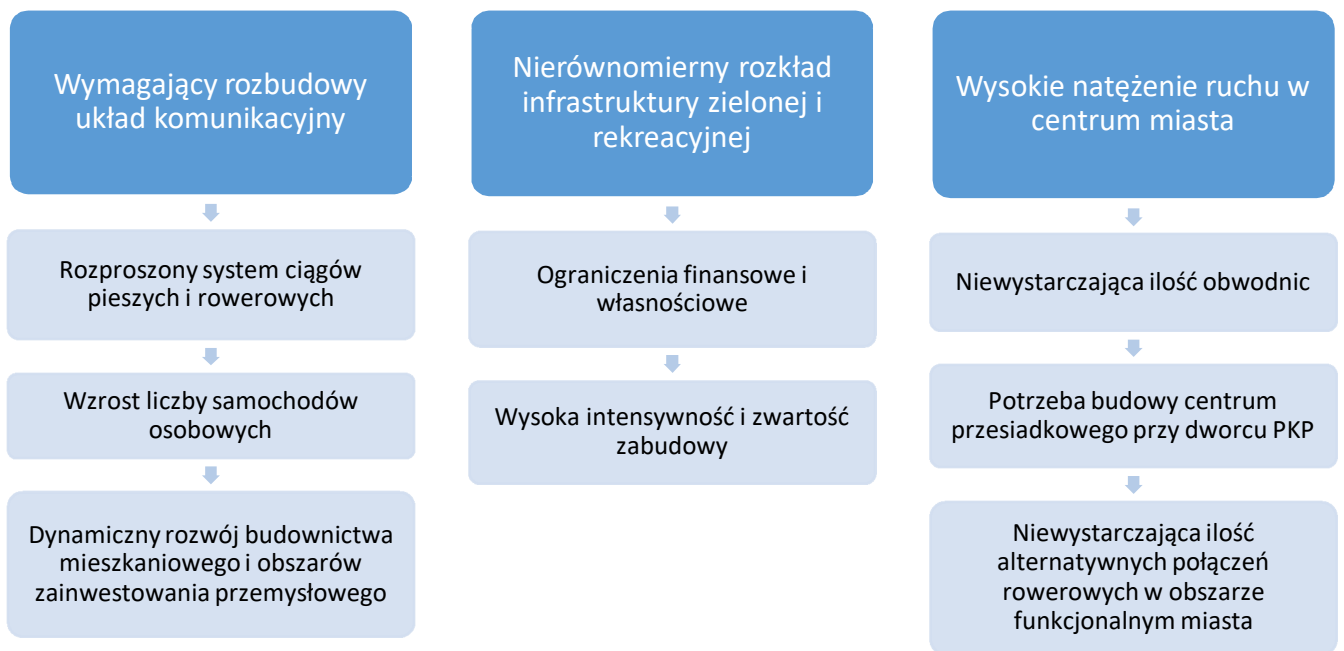 Wymagający rozbudowy
układ komunikacyjny
Rozproszony system ciągów
pieszych i rowerowych
Wzrost liczby samochodów
osobowych
Dynamiczny rozwój budownictwa
mieszkaniowego i obszarów
zainwestowania przemysłowego
Nierównomierny rozkład
infrastruktury zielonej i
rekreacyjnej
Ograniczenia finansowe i
własnościowe
Wysoka intensywność i zwartość
zabudowy
Wysokie natężenie ruchu w
centrum miasta
Niewystarczająca ilość obwodnic
Potrzeba budowy centrum
przesiadkowego przy dworcu PKP
Niewystarczająca ilość
alternatywnych połączeń
rowerowych w obszarze
funkcjonalnym miasta